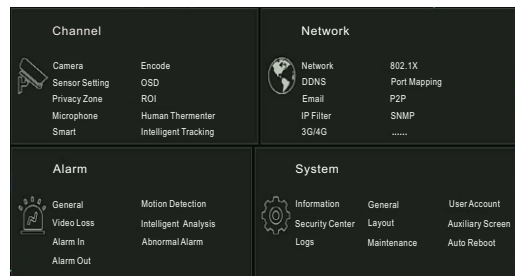 Channel
Camera Encode
Sensor Setting OSD
Privacy Zone ROI
Microphone Human Thermenter
Smart Intelligent Tracking
Network
Network 802.1X
DDNS Port Mapping
Email P2P
IP Filter SNMP
3G/4G ......
Alarm
General Motion Detection
Video Loss Intelligent Analysis
Alarm In Abnormal Alarm
Alarm Out
System
Information General User Account
Security Center Layout Auxiliary Screen
Logs Maintenance Auto Reboot